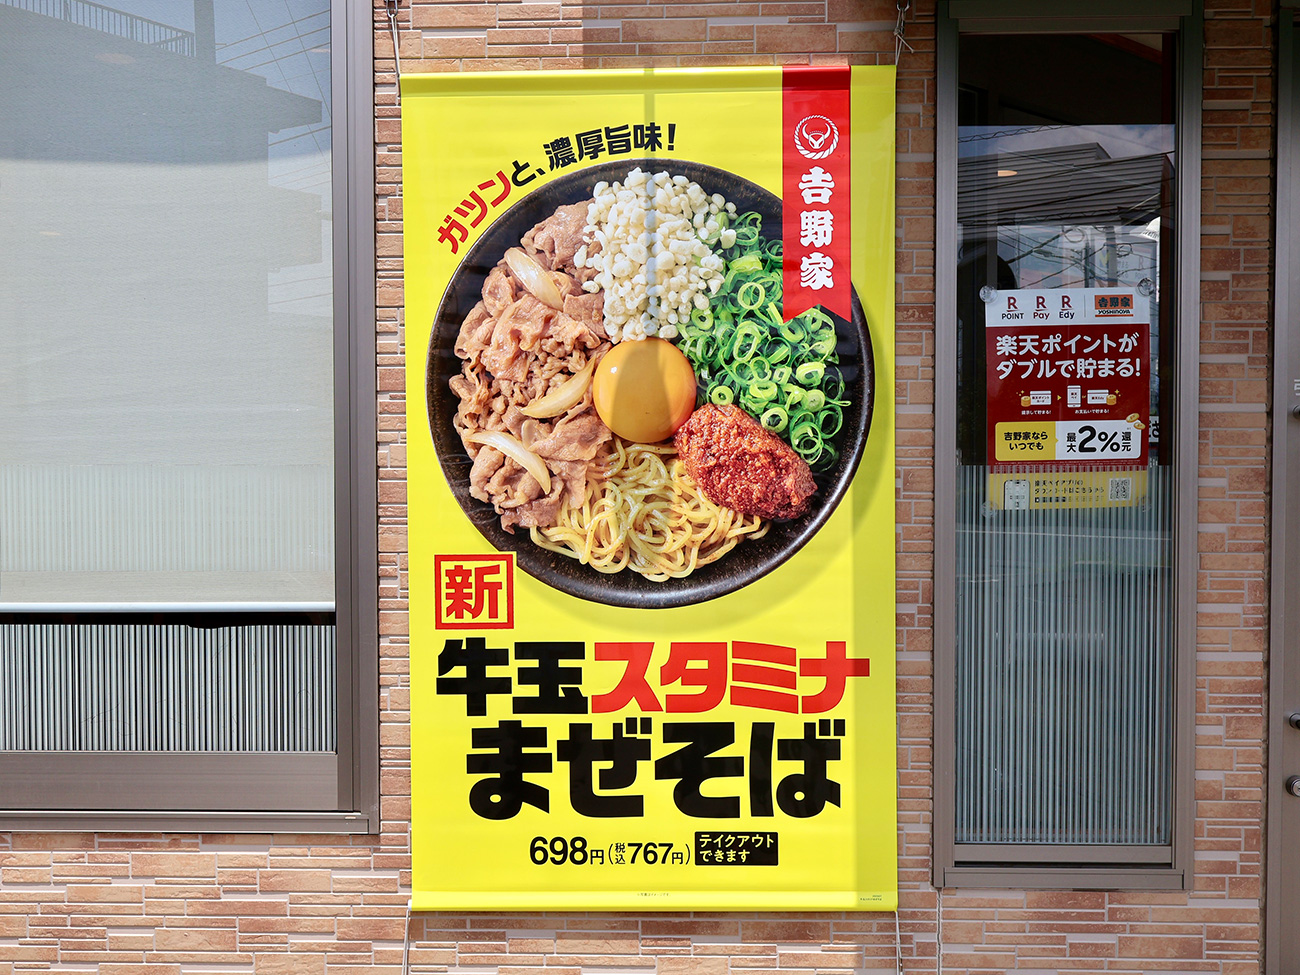 ガツンと、濃厚旨味！
吉野家
新
牛玉スタミナ
まぜそば
698円（税込767円）
テイクアウト
できます
R POINT R Pay R Edy
吉野家 YOSHINOYA
楽天ポイントが
ダブルで貯まる!
吉野家なら
いつでも
最大2%還元